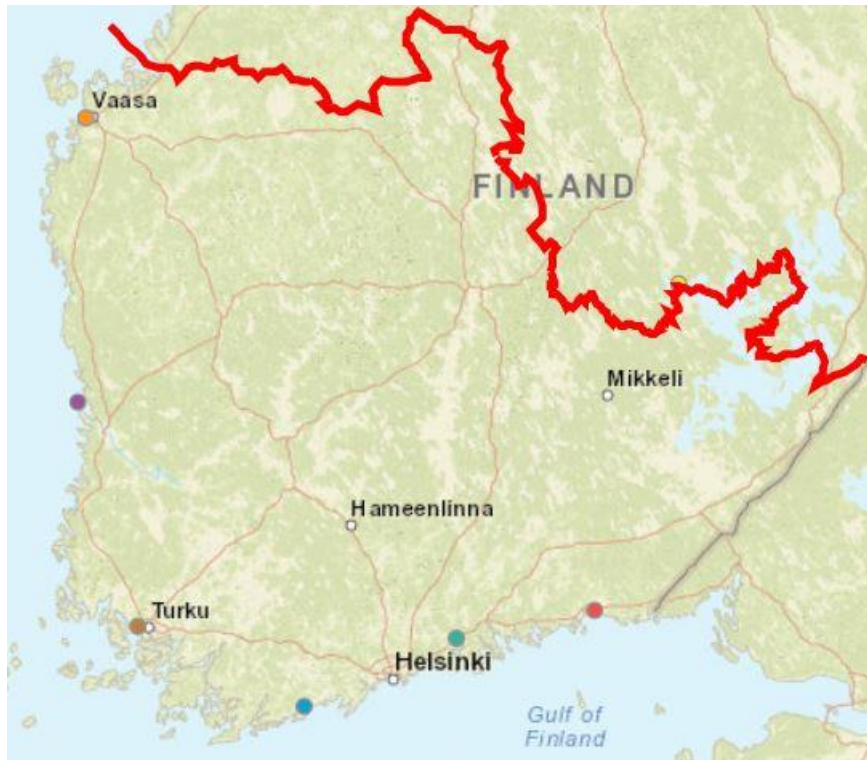 Vaasa
FINLAND
Mikkeli
Hameenlinna
Turku
Helsinki
Gulf of
Finland